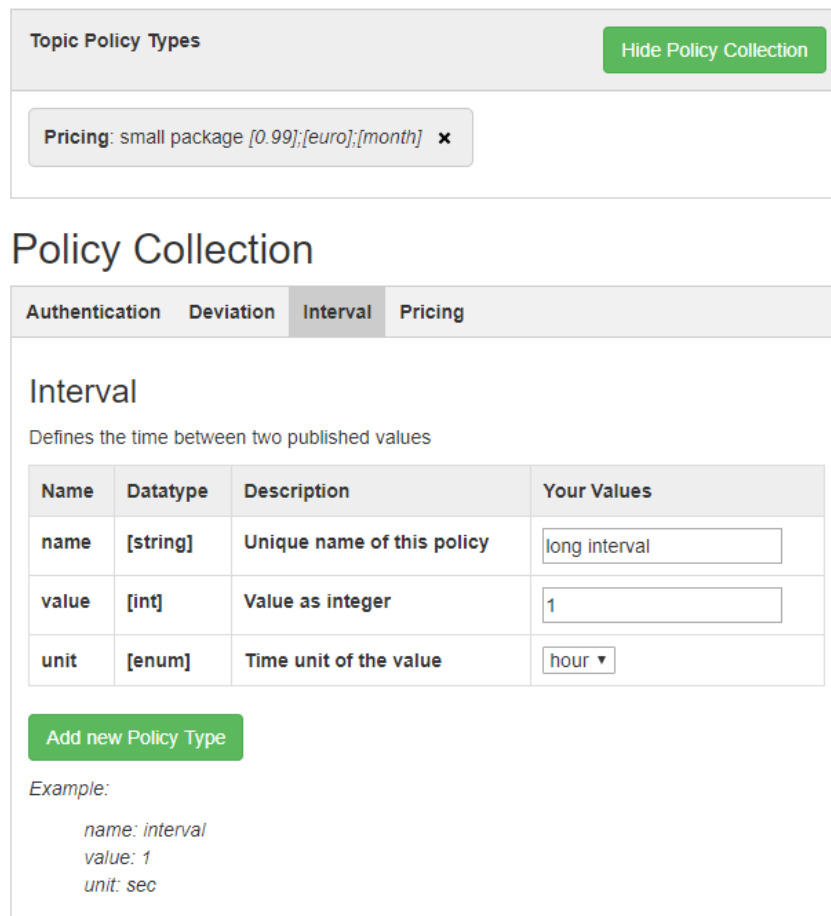 Topic Policy Types
Hide Policy Collection
Pricing: small package [0.99];[euro];[month] ×
Policy Collection
Authentication Deviation Interval Pricing
Interval
Defines the time between two published values
Name Datatype Description Your Values
name [string] Unique name of this policy long interval
value [int] Value as integer 1
unit [enum] Time unit of the value hour
Add new Policy Type
Example:
name: interval
value: 1
unit: sec